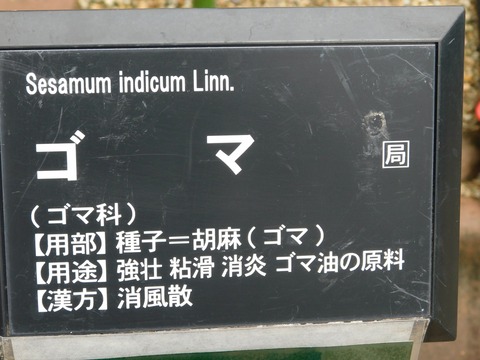 Sesamum indicum Linn.
ゴマ 局
(ゴマ科)
【用部】種子=胡麻(ゴマ)
【用途】強壮 粘滑 消炎 ゴマ油の原料
【漢方】消風散